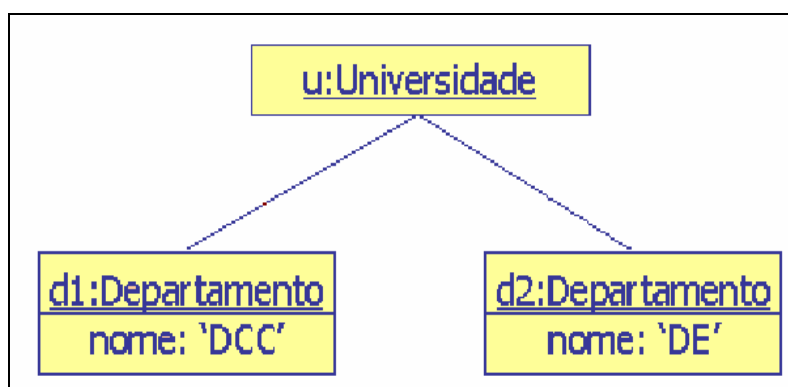 u:Universidade
d1:Departamento
nome: ‘DCC’
d2:Departamento
nome: ‘DE’